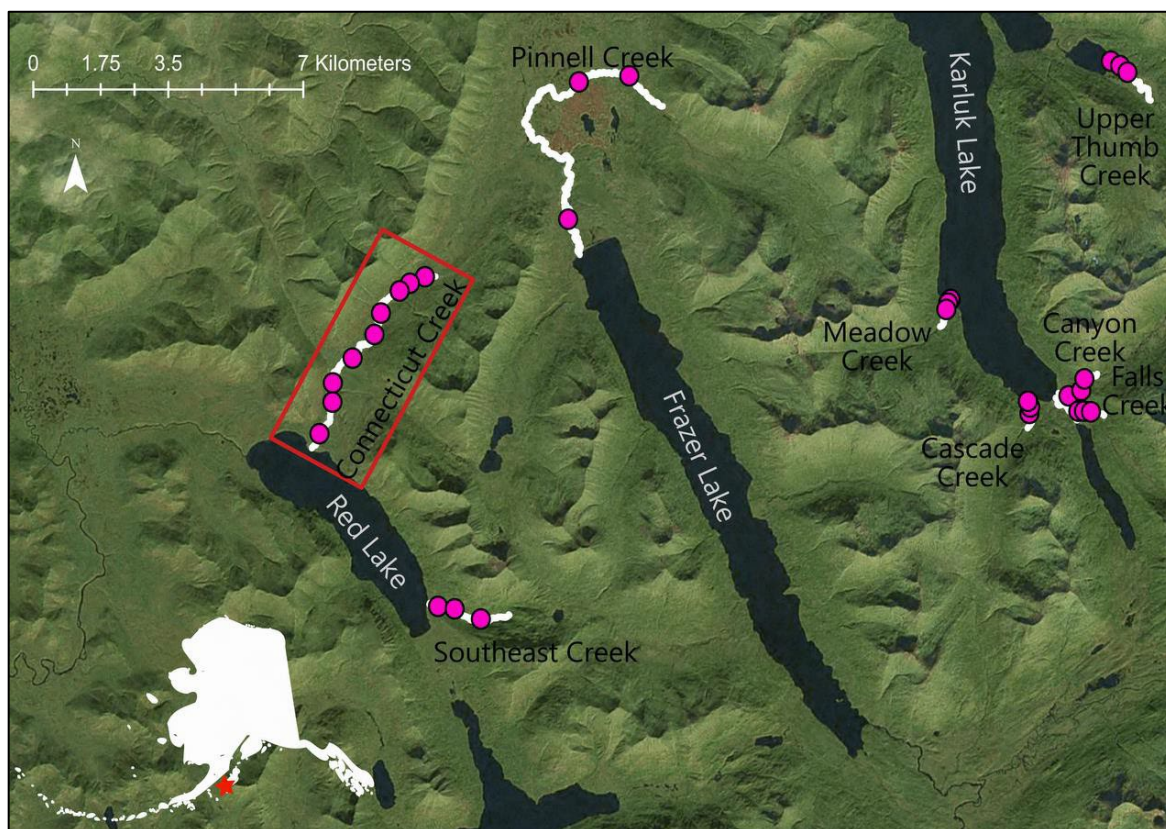 0 1.75 3.5 7 Kilometers
N
Pinnell Creek
Karluk Lake
Upper
Thumb
Creek
Connecticut Creek
Meadow
Creek
Canyon
Creek
Falls
Creek
Cascade
Creek
Frazer Lake
Red Lake
Southeast Creek